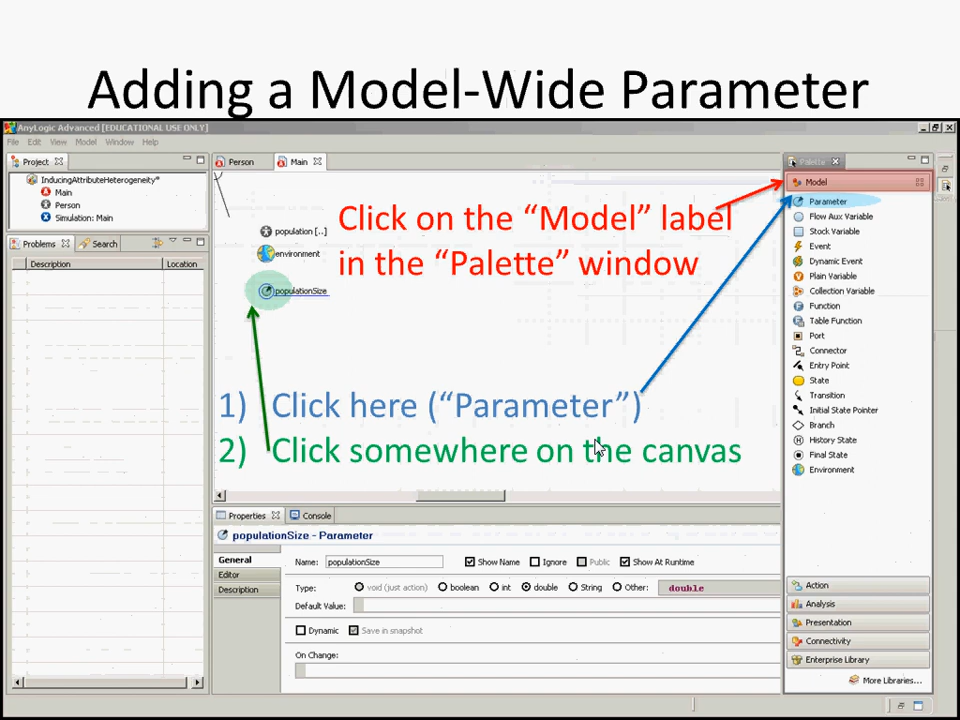 Adding a Model-Wide Parameter
AnyLogic Advanced [EDUCATIONAL USE ONLY]
File Edit View Model Window Help
Project
InducingAttributeHeterogeneity*
Main
Person
Simulation: Main
Problems Search
Description Location
Person Main
population [..]
environment
populationSize
Click on the “Model” label
in the “Palette” window
1) Click here (“Parameter”)
2) Click somewhere on the canvas
Properties Console
populationSize - Parameter
General
Editor
Description
Name: populationSize Show Name Ignore Public Show At Runtime
Type: void (just action) boolean int double String Other: double
Default Value:
Dynamic Save in snapshot
On Change:
Palette
Model
Parameter
Flow Aux Variable
Stock Variable
Event
Dynamic Event
Plain Variable
Collection Variable
Function
Table Function
Port
Connector
Entry Point
State
Transition
Initial State Pointer
Branch
History State
Final State
Environment
Action
Analysis
Presentation
Connectivity
Enterprise Library
More Libraries...